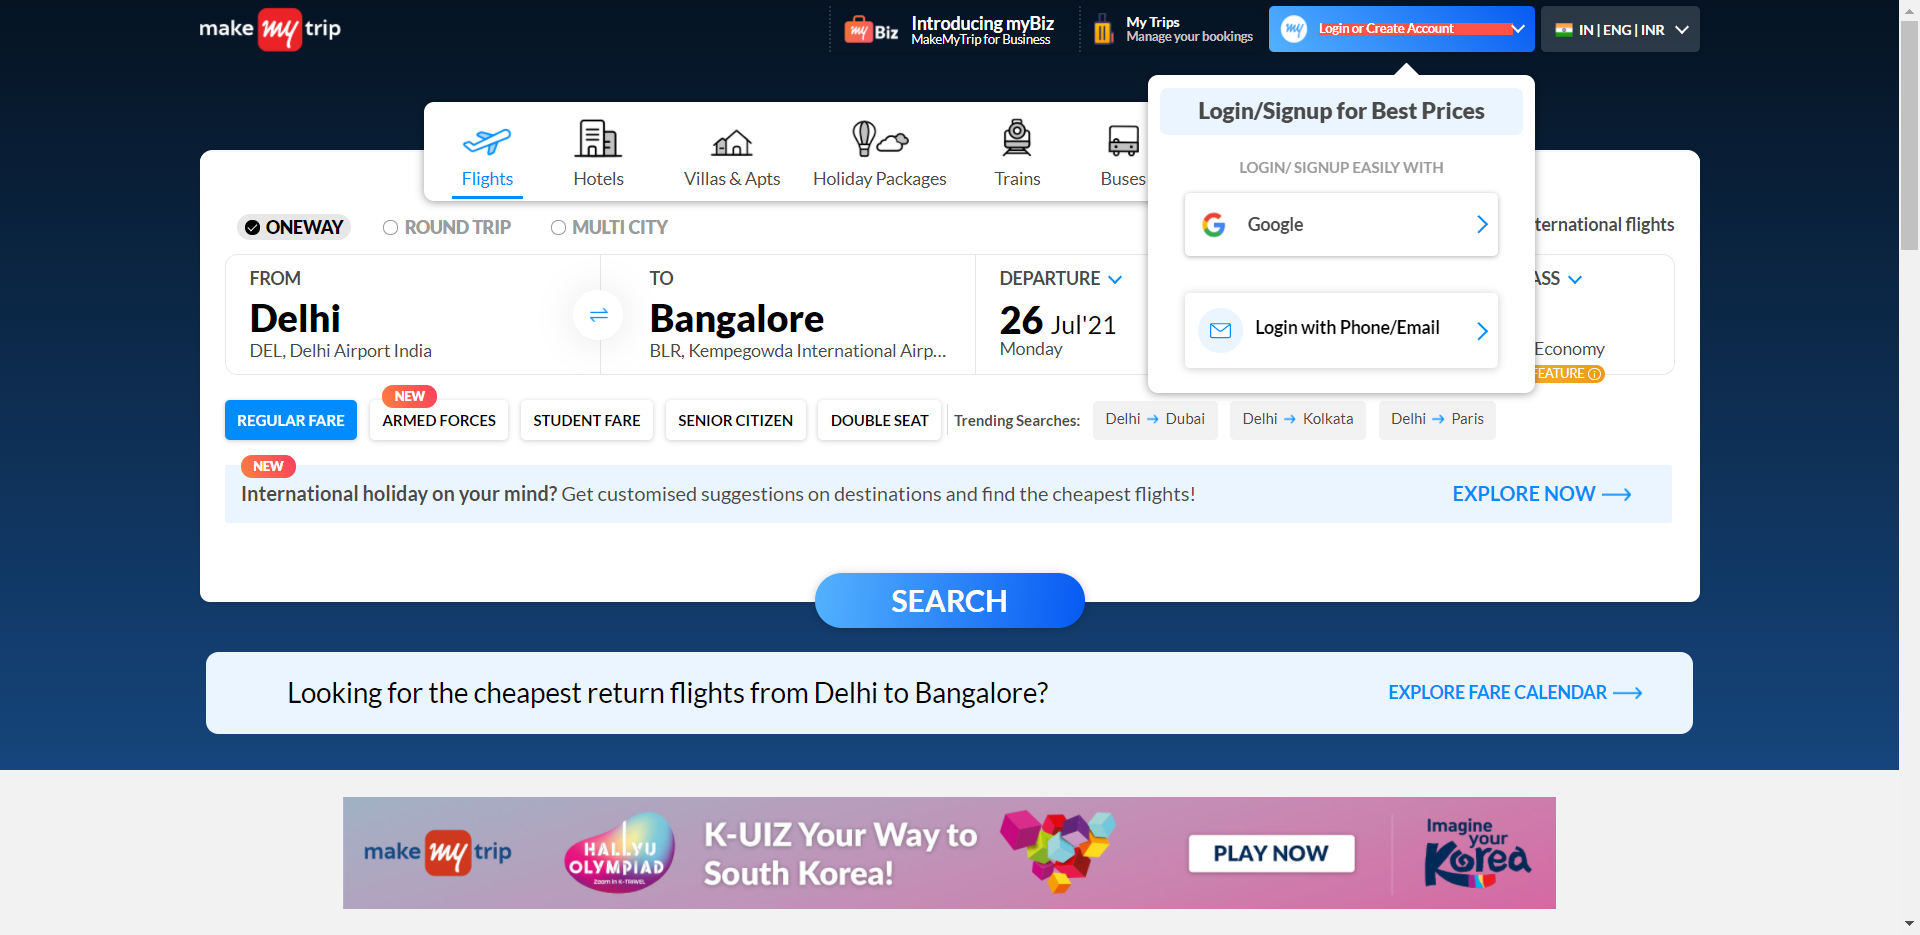 make my trip
my Biz
Introducing myBiz
MakeMyTrip for Business
My Trips
Manage your bookings
my
Login or Create Account
IN | ENG | INR
Login/Signup for Best Prices
LOGIN/ SIGNUP EASILY WITH
Google
Login with Phone/Email
Flights
Hotels
Villas & Apts
Holiday Packages
Trains
Buses
ONEWAY
ROUND TRIP
MULTI CITY
ternational flights
FROM
Delhi
DEL, Delhi Airport India
TO
Bangalore
BLR, Kempegowda International Airp...
DEPARTURE
26 Jul'21
Monday
ASS
Economy
FEATURE
REGULAR FARE
NEW
ARMED FORCES
STUDENT FARE
SENIOR CITIZEN
DOUBLE SEAT
Trending Searches:
Delhi → Dubai
Delhi → Kolkata
Delhi → Paris
NEW
International holiday on your mind? Get customised suggestions on destinations and find the cheapest flights!
EXPLORE NOW
SEARCH
Looking for the cheapest return flights from Delhi to Bangalore?
EXPLORE FARE CALENDAR
make my trip
HALLYU
OLYMPIAD
Zoom in K-TRAVEL
K-UIZ Your Way to
South Korea!
PLAY NOW
Imagine
your
Korea